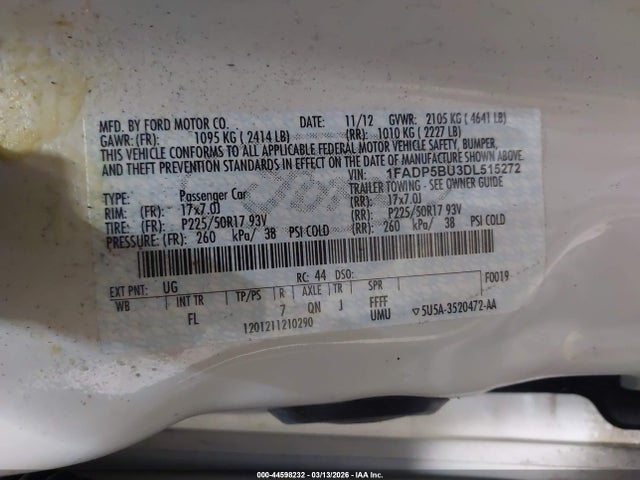 MFD. BY FORD MOTOR CO. DATE: 11/12 GVWR: 2105 KG ( 4641 LB)
GAWR: (FR): 1095 KG ( 2414 LB) (RR): 1010 KG ( 2227 LB)
THIS VEHICLE CONFORMS TO ALL APPLICABLE FEDERAL MOTOR VEHICLE SAFETY, BUMPER,
AND THEFT PREVENTION STANDARDS IN EFFECT ON THE DATE OF MANUFACTURE SHOWN ABOVE.
VIN: 1FADP5BU3DL515272
TYPE: Passenger Car TRAILER TOWING - SEE OWNER GUIDE
RIM: (FR): 17x7.0J (RR): 17x7.0J
TIRE: (FR): P225/50R17 93V (RR): P225/50R17 93V
PRESSURE: (FR): 260 kPa/ 38 PSI COLD (RR): 260 kPa/ 38 PSI COLD
EXT PNT: UG RC: 44 DSO: F0019
WB INT TR TP/PS R AXLE TR SPR
FL 7 QN J FFFF
UMU ▽5U5A-3520472-AA
1201211210290
000-44598232 - 03/13/2026 - IAA Inc.